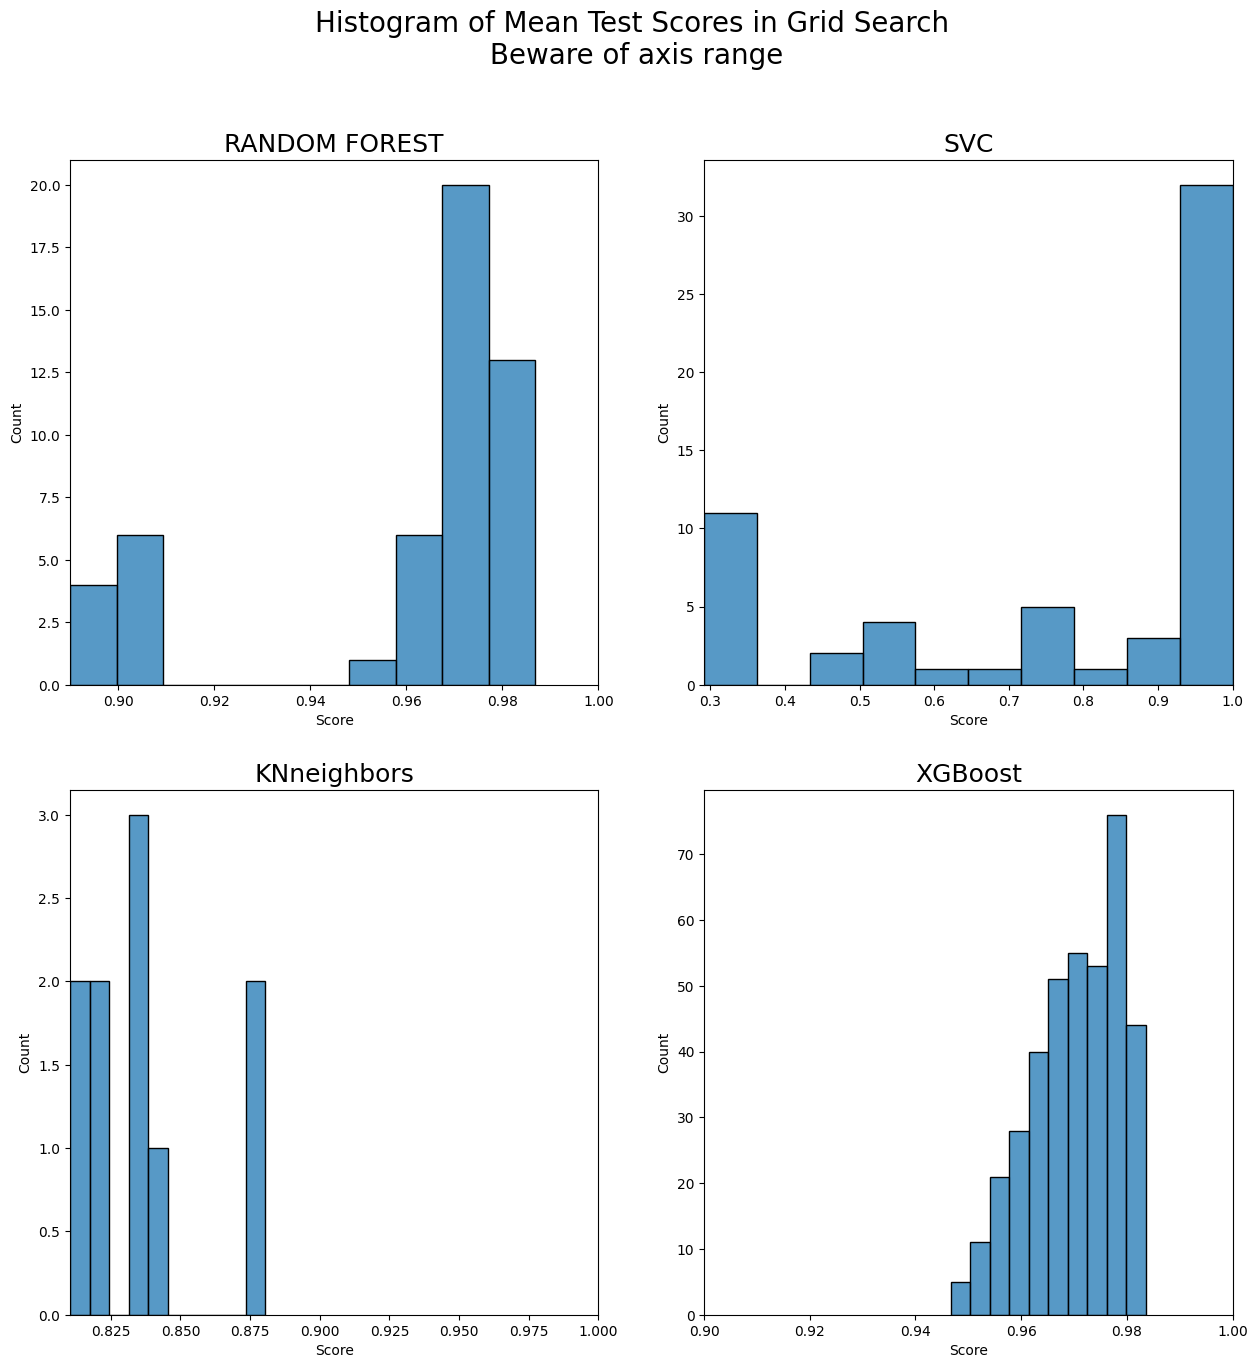 Histogram of Mean Test Scores in Grid Search
Beware of axis range
RANDOM FOREST
20.0
17.5
15.0
12.5
10.0
7.5
5.0
2.5
0.0
Count
0.90 0.92 0.94 0.96 0.98 1.00
Score
SVC
30
25
20
15
10
5
0
Count
0.3 0.4 0.5 0.6 0.7 0.8 0.9 1.0
Score
KNneighbors
3.0
2.5
2.0
1.5
1.0
0.5
0.0
Count
0.825 0.850 0.875 0.900 0.925 0.950 0.975 1.000
Score
XGBoost
70
60
50
40
30
20
10
0
Count
0.90 0.92 0.94 0.96 0.98 1.00
Score